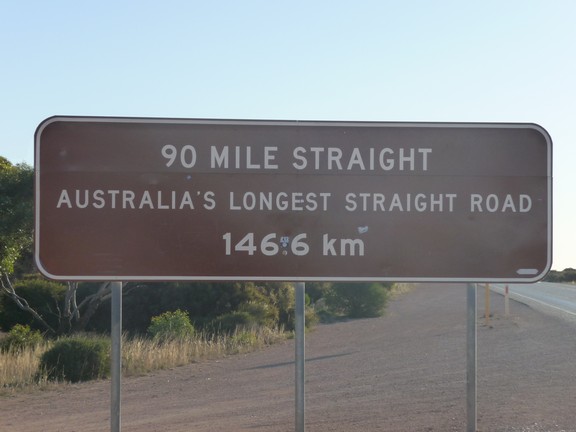 90 MILE STRAIGHT
AUSTRALIA'S LONGEST STRAIGHT ROAD
146.6 km